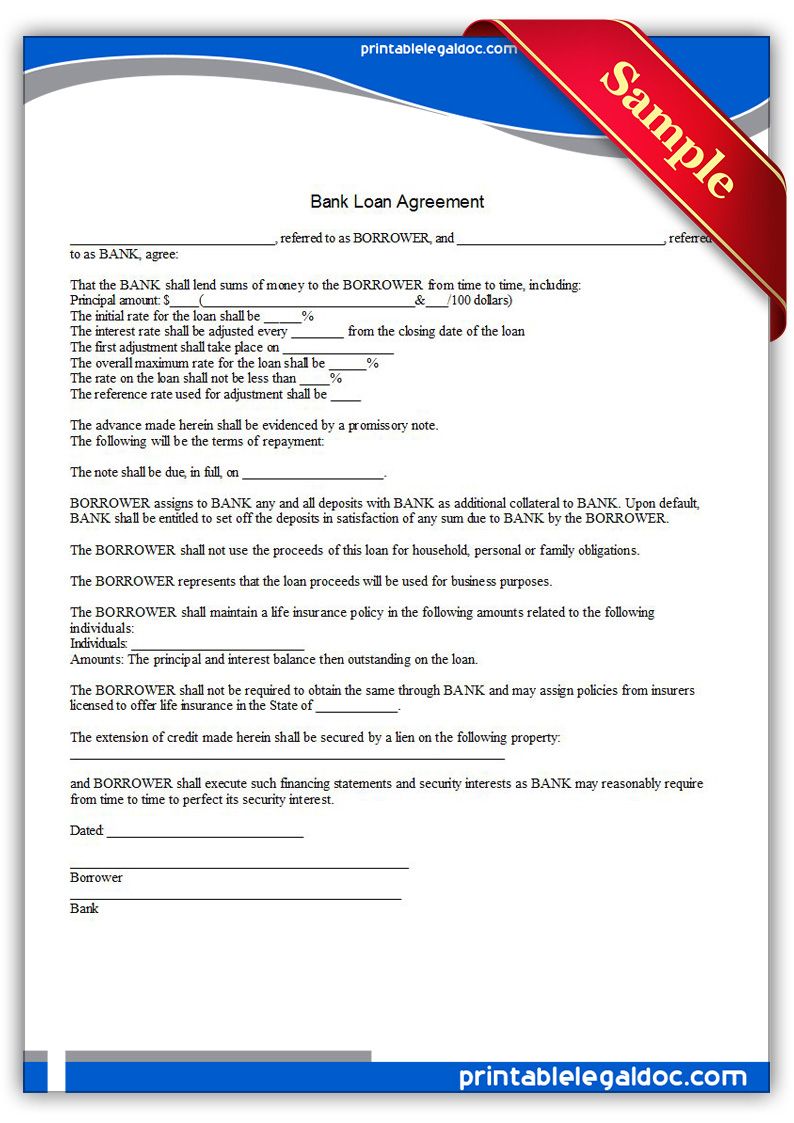 printablelegaldoc.com
Sample
Bank Loan Agreement
_____________________________, referred to as BORROWER, and _____________________________, referred
to as BANK, agree:
That the BANK shall lend sums of money to the BORROWER from time to time, including:
Principal amount: $____(______________________________&___/100 dollars)
The initial rate for the loan shall be _____%
The interest rate shall be adjusted every _______ from the closing date of the loan
The first adjustment shall take place on _______________
The overall maximum rate for the loan shall be _____%
The rate on the loan shall not be less than ____%
The reference rate used for adjustment shall be ____
The advance made herein shall be evidenced by a promissory note.
The following will be the terms of repayment:
The note shall be due, in full, on ___________________.
BORROWER assigns to BANK any and all deposits with BANK as additional collateral to BANK. Upon default,
BANK shall be entitled to set off the deposits in satisfaction of any sum due to BANK by the BORROWER.
The BORROWER shall not use the proceeds of this loan for household, personal or family obligations.
The BORROWER represents that the loan proceeds will be used for business purposes.
The BORROWER shall maintain a life insurance policy in the following amounts related to the following
individuals:
Individuals: _______________________
Amounts: The principal and interest balance then outstanding on the loan.
The BORROWER shall not be required to obtain the same through BANK and may assign policies from insurers
licensed to offer life insurance in the State of ___________.
The extension of credit made herein shall be secured by a lien on the following property:
____________________________________________________________
and BORROWER shall execute such financing statements and security interests as BANK may reasonably require
from time to time to perfect its security interest.
Dated: ___________________________
_______________________________________________
Borrower
______________________________________________
Bank
printablelegaldoc.com